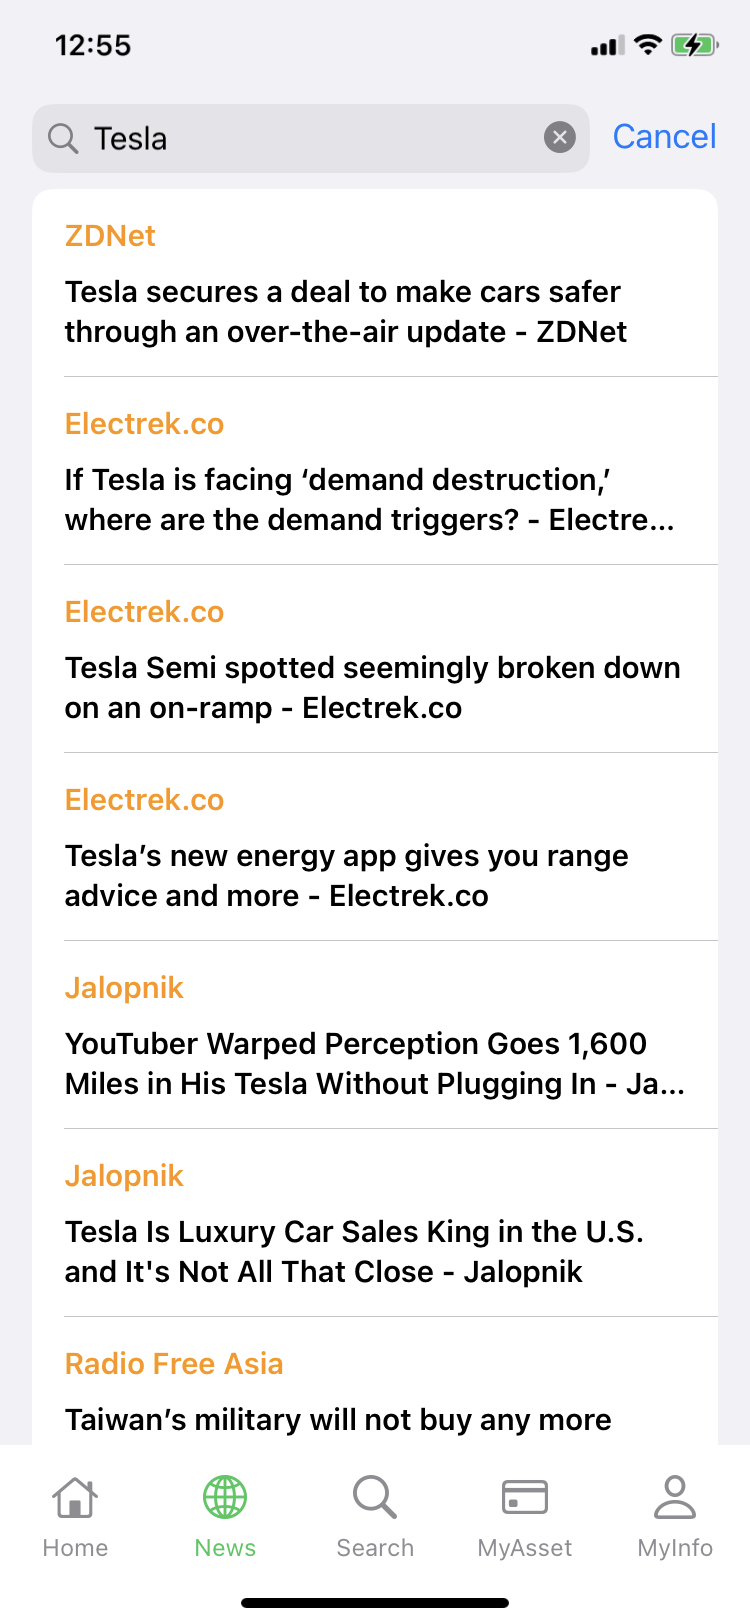 12:55
Tesla
Cancel
ZDNet
Tesla secures a deal to make cars safer
through an over-the-air update - ZDNet
Electrek.co
If Tesla is facing ‘demand destruction,’
where are the demand triggers? - Electre...
Electrek.co
Tesla Semi spotted seemingly broken down
on an on-ramp - Electrek.co
Electrek.co
Tesla’s new energy app gives you range
advice and more - Electrek.co
Jalopnik
YouTuber Warped Perception Goes 1,600
Miles in His Tesla Without Plugging In - Ja...
Jalopnik
Tesla Is Luxury Car Sales King in the U.S.
and It's Not All That Close - Jalopnik
Radio Free Asia
Taiwan’s military will not buy any more
Home
News
Search
MyAsset
MyInfo